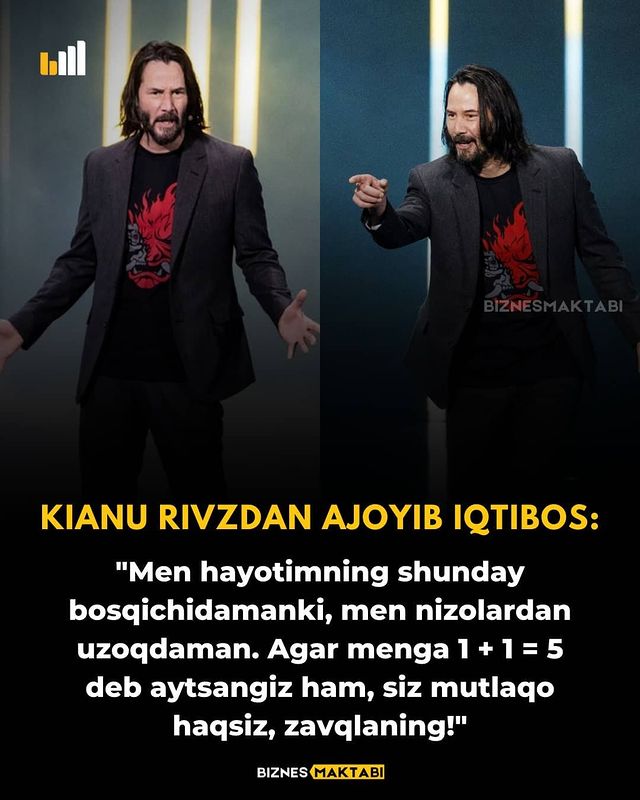 BIZNESMAKTABI
KIANU RIVZDAN AJOYIB IQTIBOS:
"Men hayotimning shunday
bosqichidamanki, men nizolardan
uzoqdaman. Agar menga 1 + 1 = 5
deb aytsangiz ham, siz mutlaqo
haqsiz, zavqlaning!"
BIZNES MAKTABI